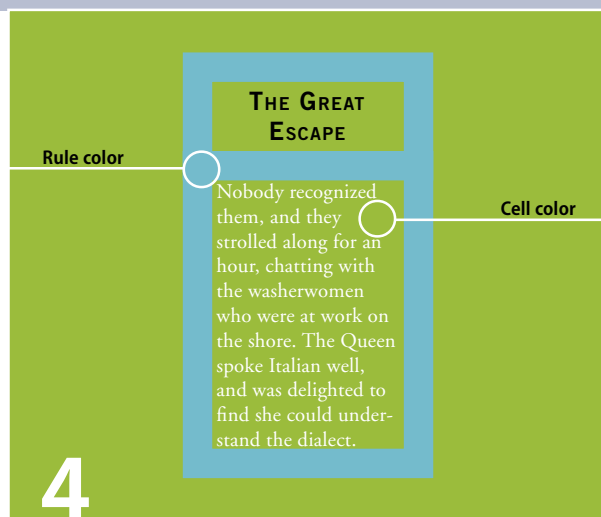 THE GREAT
ESCAPE
Rule color
Nobody recognized
them, and they
strolled along for an
hour, chatting with
the washerwomen
who were at work on
the shore. The Queen
spoke Italian well,
and was delighted to
find she could under-
stand the dialect.
Cell color
4